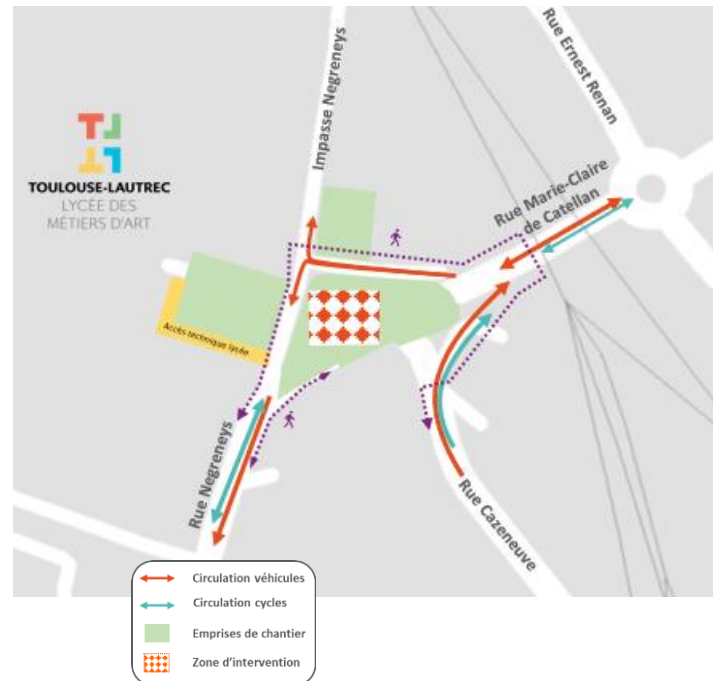 Impasse Negreneys
Rue Ernest Renan
TOULOUSE-LAUTREC
LYCÉE DES
MÉTIERS D'ART
Rue Marie-Claire
de Catellan
Accès technique lycée
Rue Negreneys
Rue Cazeneuve
Circulation véhicules
Circulation cycles
Emprises de chantier
Zone d'intervention